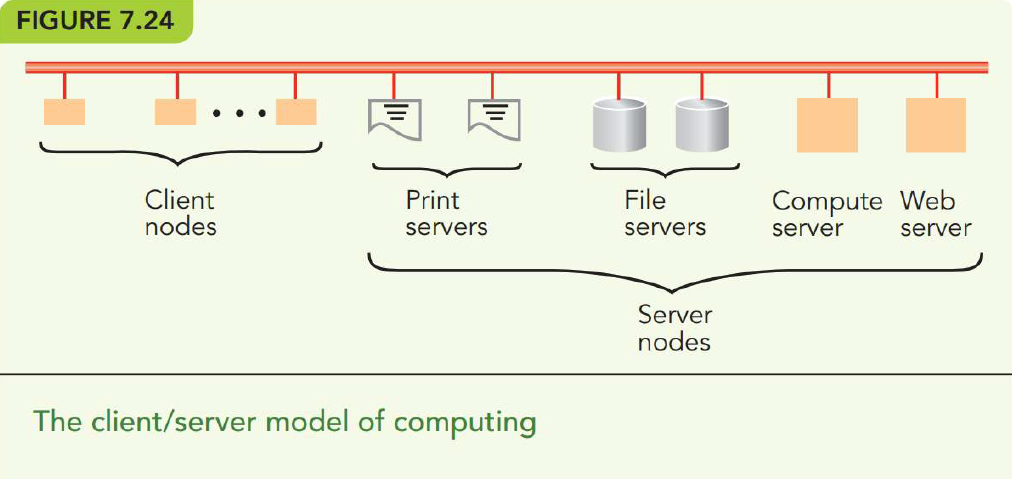 FIGURE 7.24
Client
nodes
Print
servers
File
servers
Compute
server
Web
server
Server
nodes
The client/server model of computing